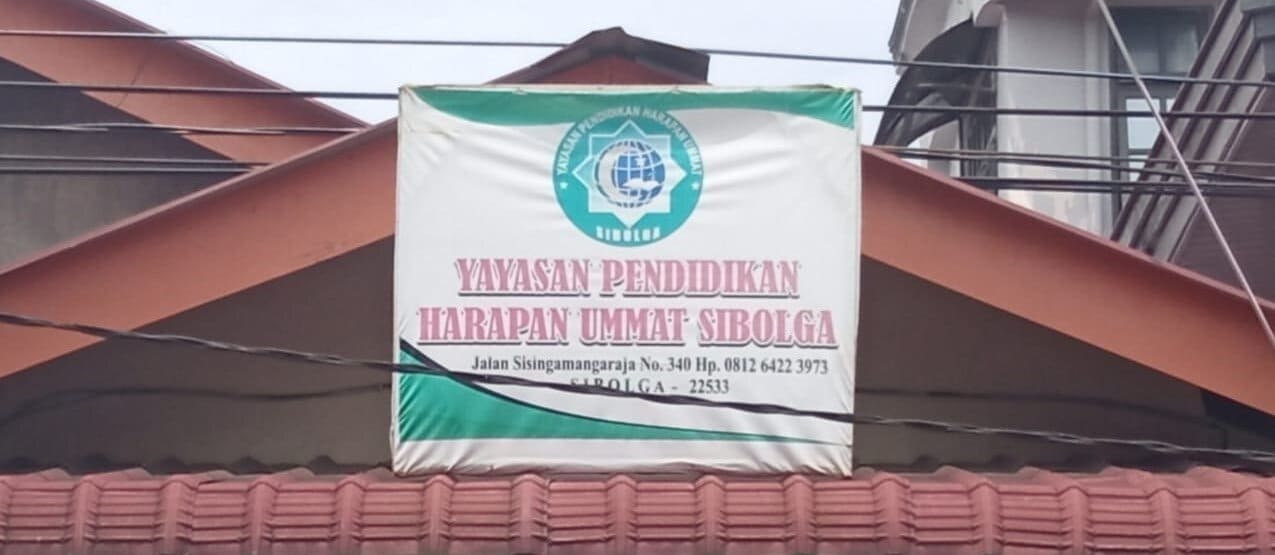 YAYASAN PENDIDIKAN HARAPAN UMMAT
SIBOLGA
YAYASAN PENDIDIKAN
HARAPAN UMMAT SIBOLGA
Jalan Sisingamangaraja No. 340 Hp. 0812 6422 3973
SIBOLGA - 22533